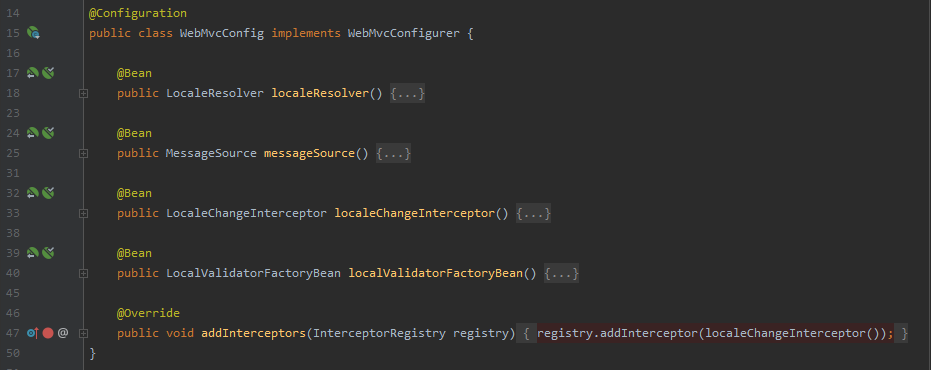 14 @Configuration
15 public class WebMvcConfig implements WebMvcConfigurer {
16
17 @Bean
18 public LocaleResolver localeResolver() {...}
23
24 @Bean
25 public MessageSource messageSource() {...}
31
32 @Bean
33 public LocaleChangeInterceptor localeChangeInterceptor() {...}
38
39 @Bean
40 public LocalValidatorFactoryBean localValidatorFactoryBean() {...}
45
46 @Override
47 @ public void addInterceptors(InterceptorRegistry registry) { registry.addInterceptor(localeChangeInterceptor()); }
50 }